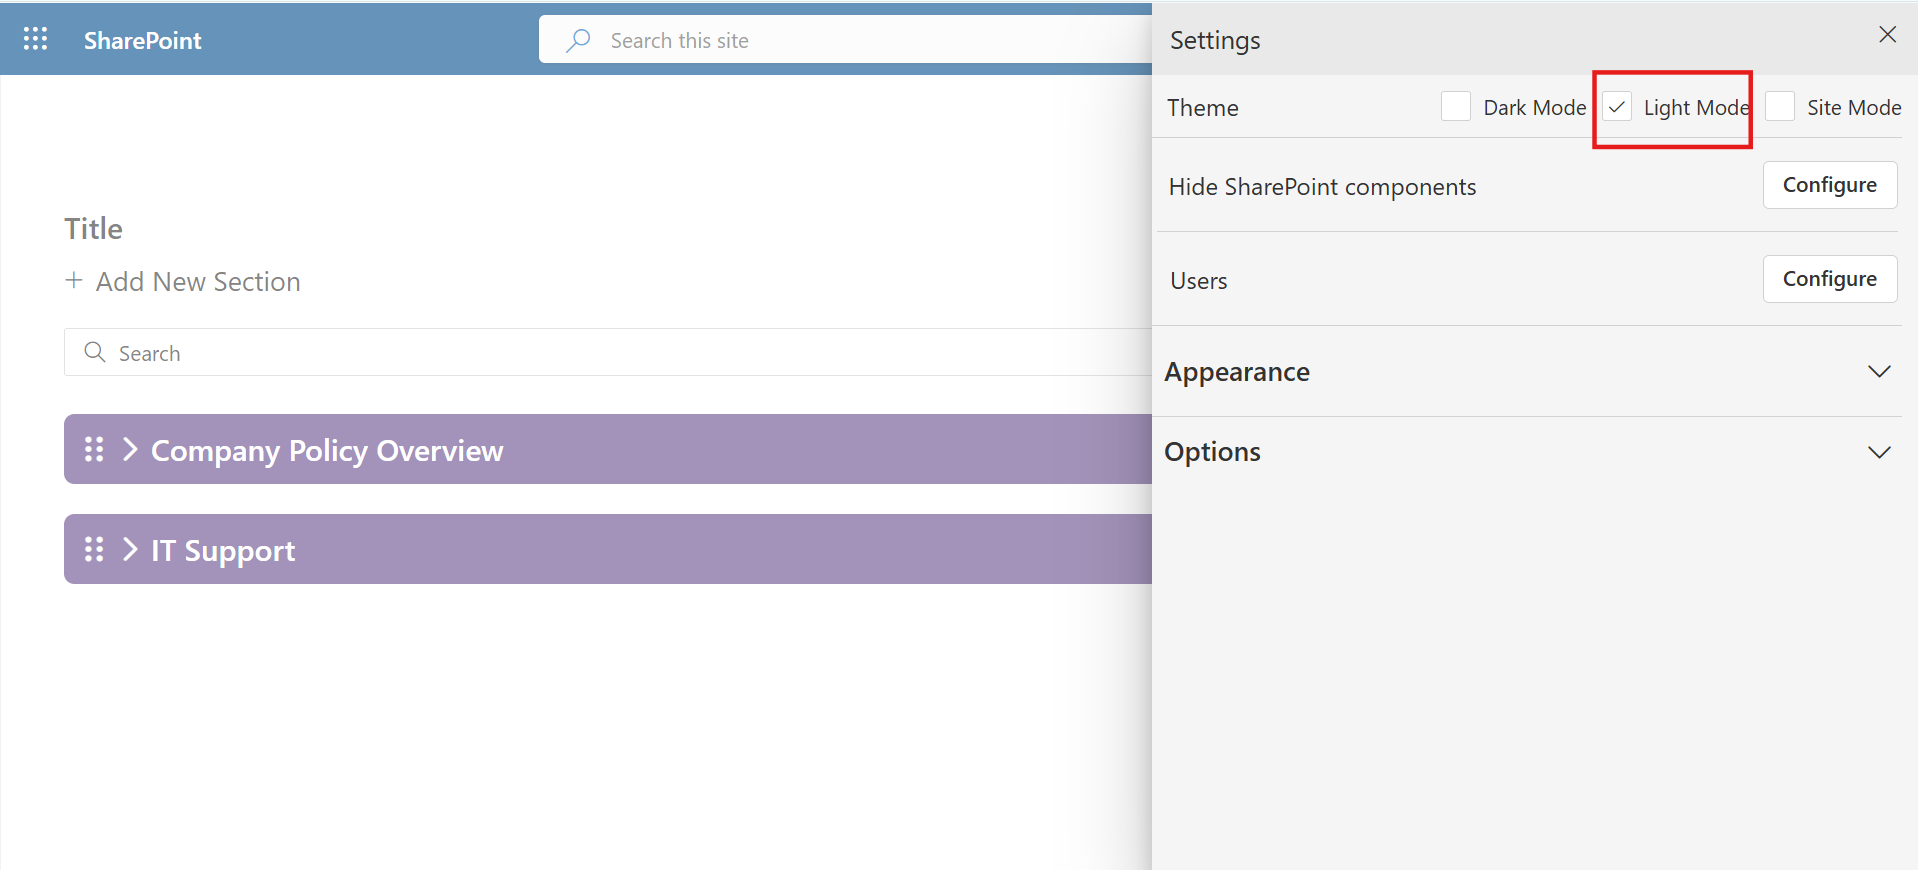 SharePoint
Search this site
Title
Add New Section
Search
Company Policy Overview
IT Support
Settings
Theme
Dark Mode
Light Mode
Site Mode
Hide SharePoint components
Configure
Users
Configure
Appearance
Options